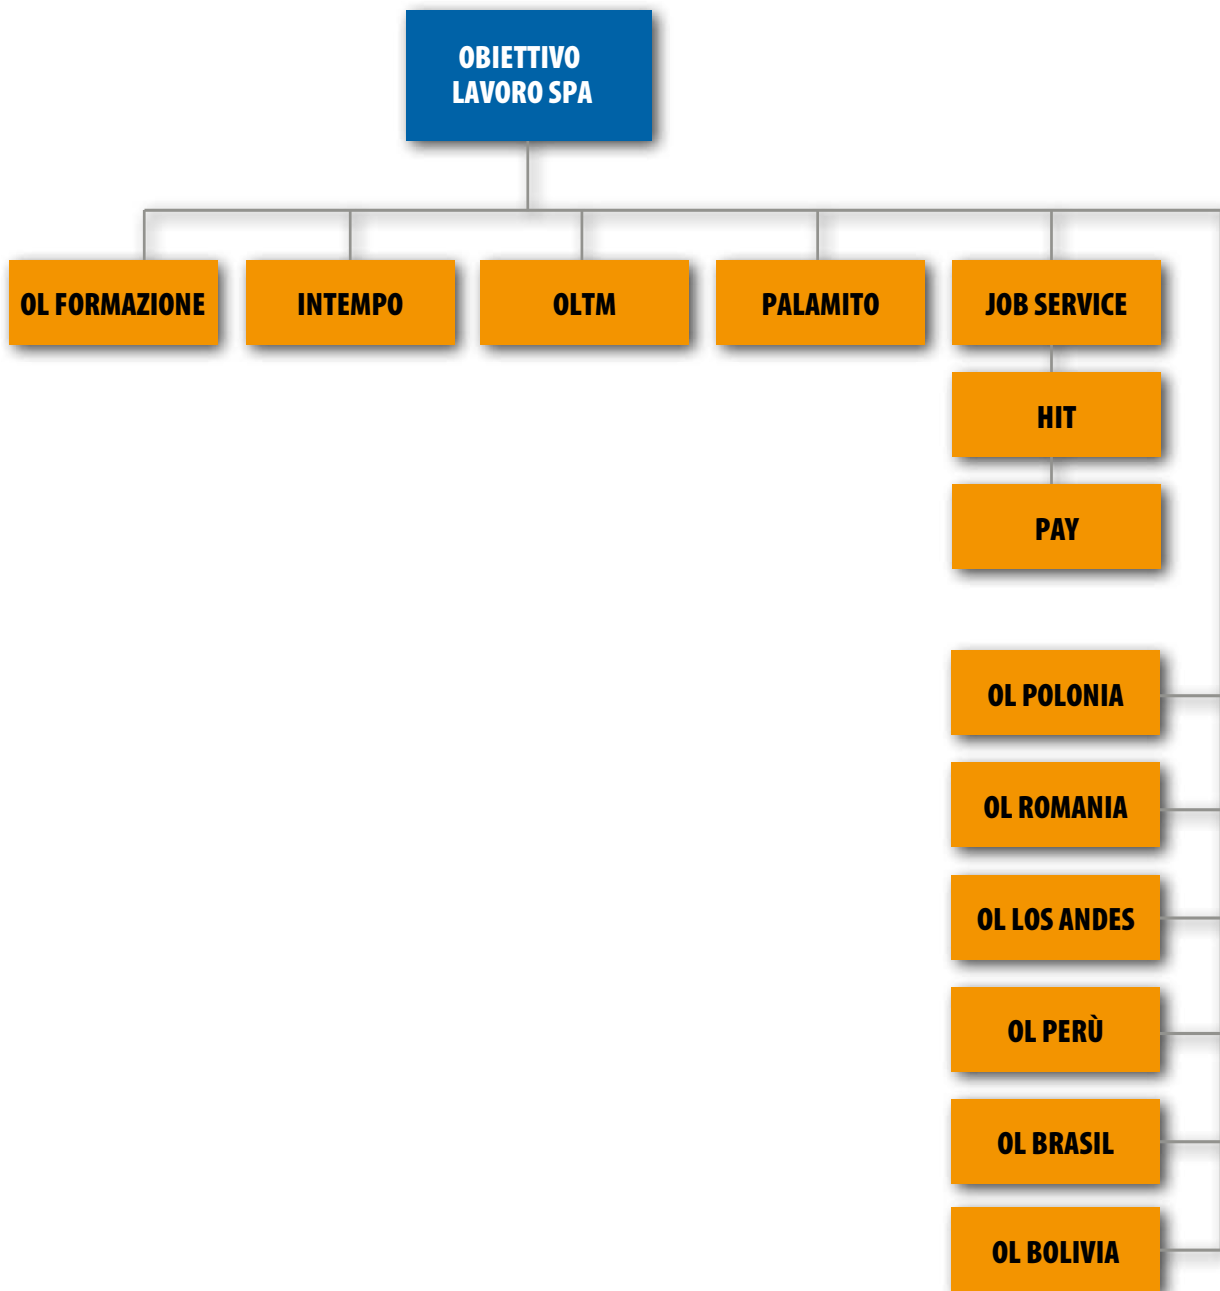 OBIETTIVO
LAVORO SPA
OL FORMAZIONE
INTEMPO
OLTM
PALAMITO
JOB SERVICE
HIT
PAY
OL POLONIA
OL ROMANIA
OL LOS ANDES
OL PERÙ
OL BRASIL
OL BOLIVIA